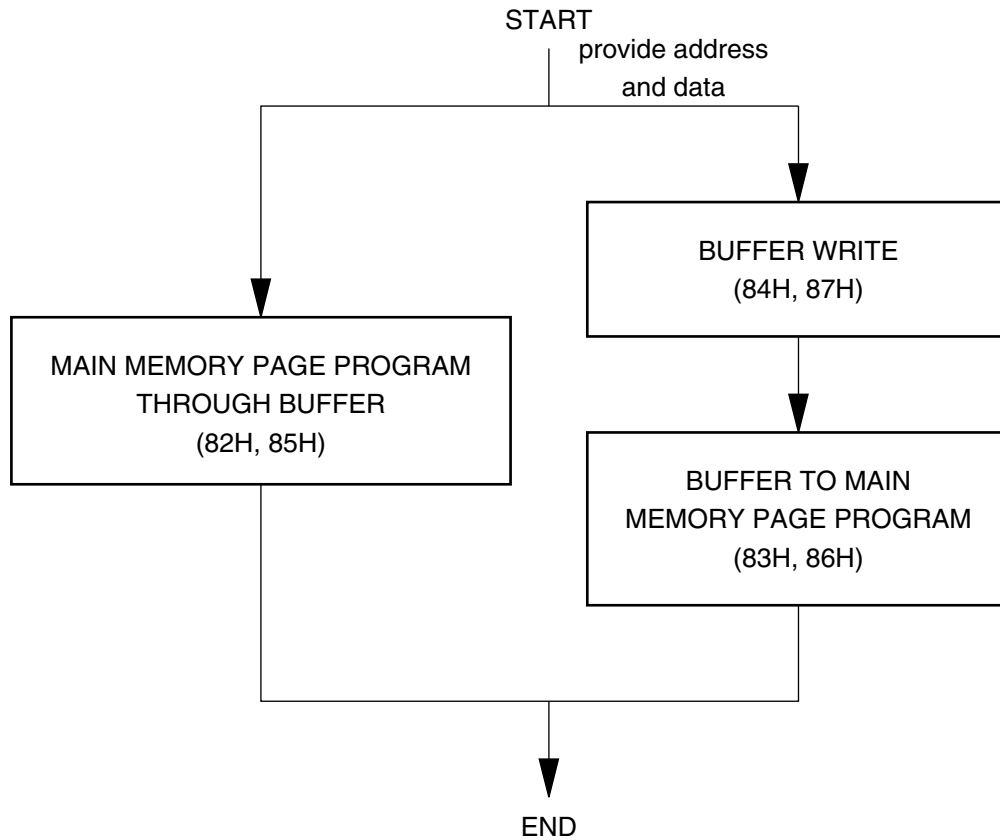 START
provide address
and data
BUFFER WRITE
(84H, 87H)
MAIN MEMORY PAGE PROGRAM
THROUGH BUFFER
(82H, 85H)
BUFFER TO MAIN
MEMORY PAGE PROGRAM
(83H, 86H)
END